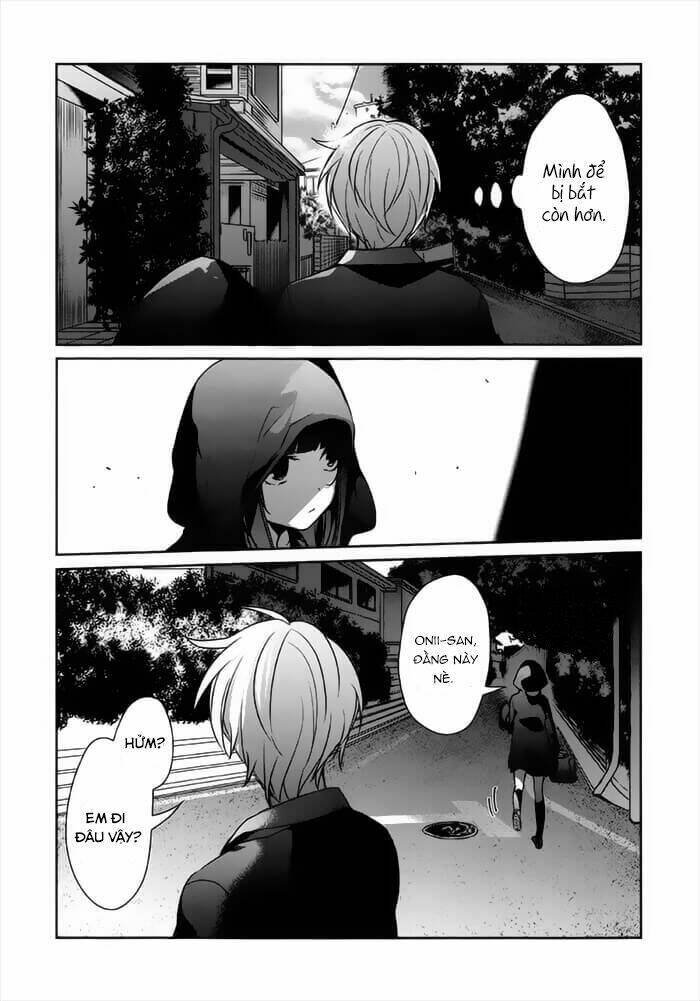 Mình để
bị bắt
còn hơn.
ONII-SAN,
ĐẰNG NÀY
NÈ.
HỬM?
EM ĐI
ĐÂU VẬY?